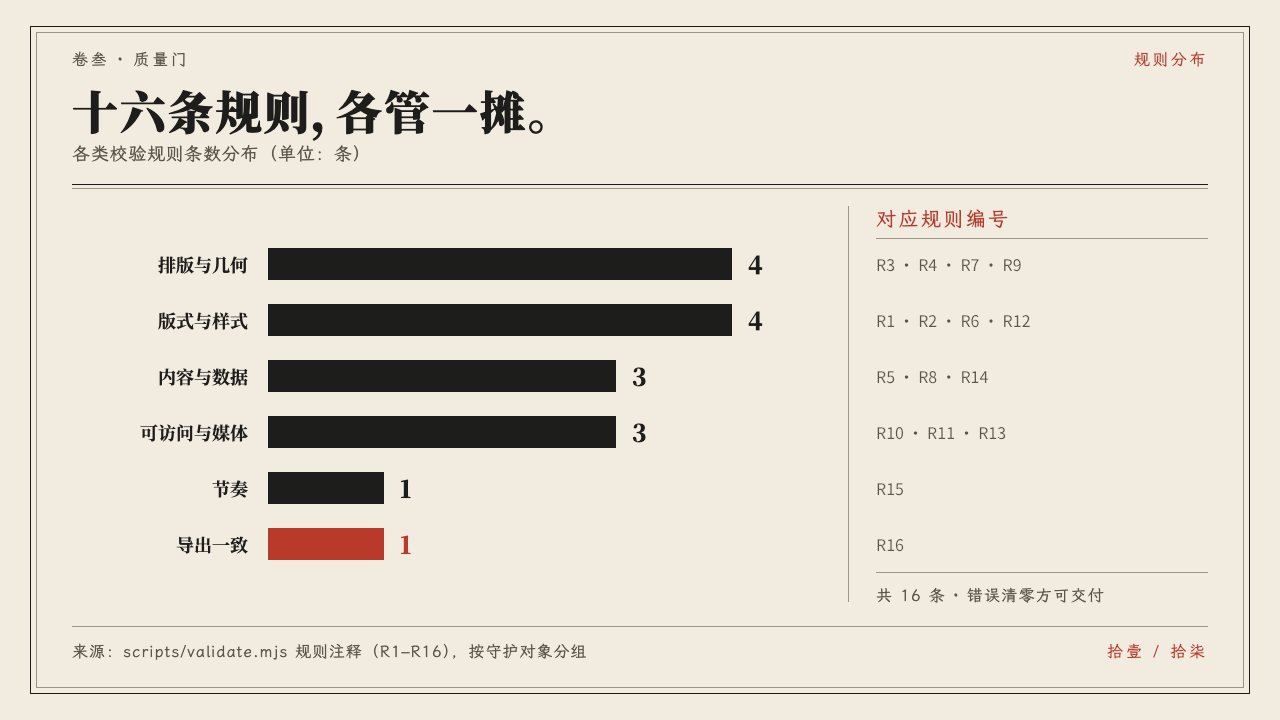 卷叁 · 质量门
规则分布
十六条规则，各管一摊。
各类校验规则条数分布（单位：条）
对应规则编号
排版与几何 4 R3 · R4 · R7 · R9
版式与样式 4 R1 · R2 · R6 · R12
内容与数据 3 R5 · R8 · R14
可访问与媒体 3 R10 · R11 · R13
节奏 1 R15
导出一致 1 R16
共 16 条 · 错误清零方可交付
来源：scripts/validate.mjs 规则注释（R1–R16），按守护对象分组
拾壹 / 拾柒